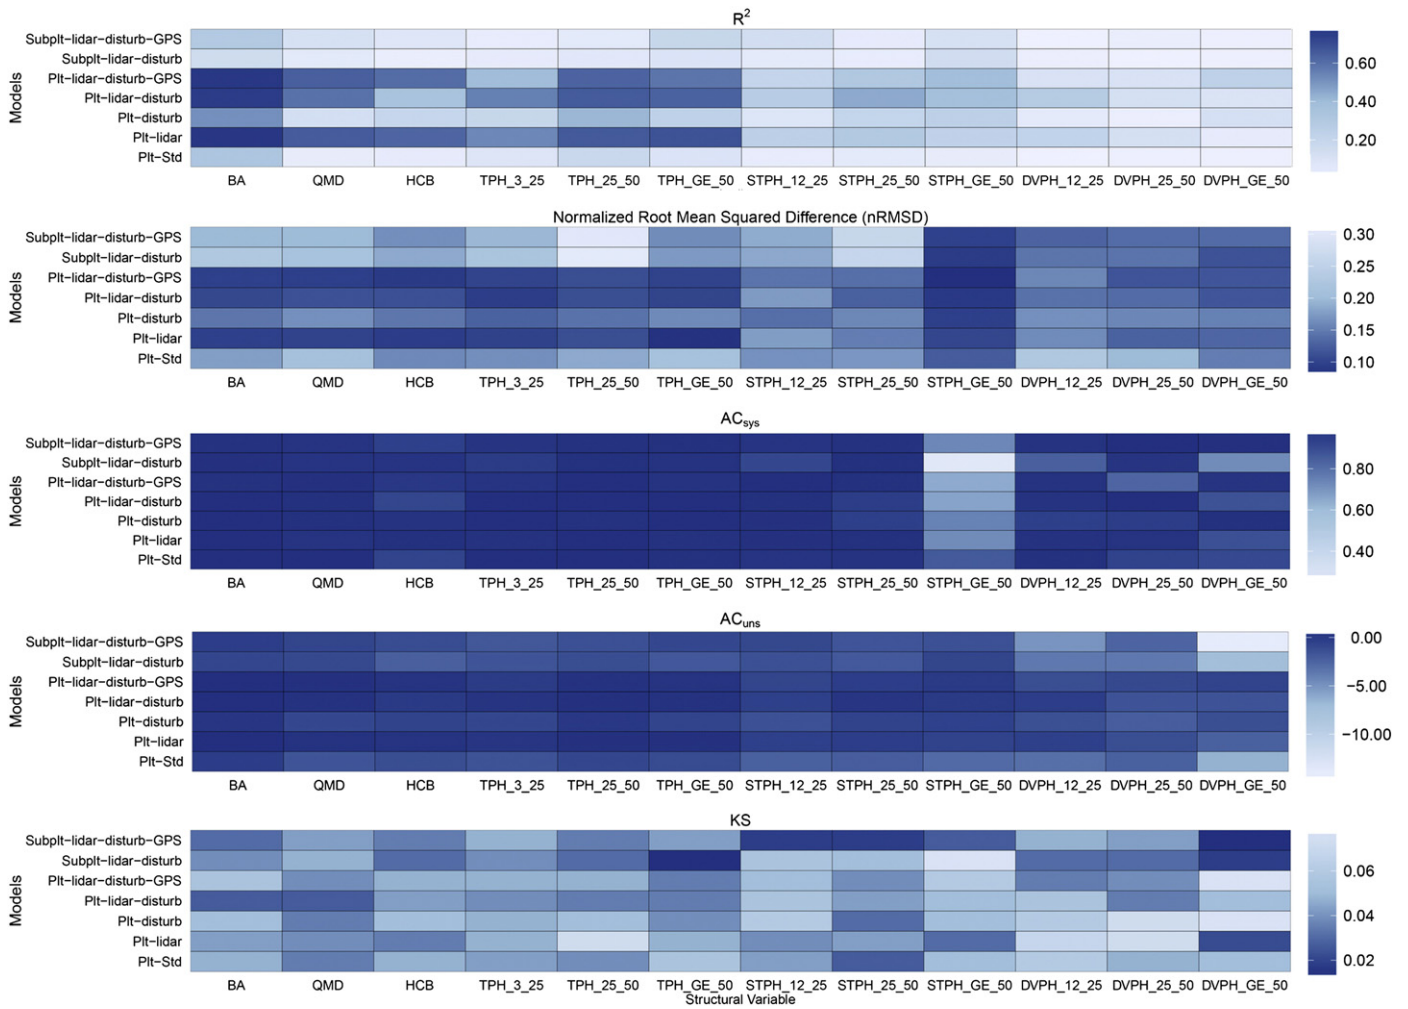 R²
Subplt-lidar-disturb-GPS
Subplt-lidar-disturb
Plt-lidar-disturb-GPS
Plt-lidar-disturb
Plt-disturb
Plt-lidar
Plt-Std
Models
0.60
0.40
0.20
BA QMD HCB TPH_3_25 TPH_25_50 TPH_GE_50 STPH_12_25 STPH_25_50 STPH_GE_50 DVPH_12_25 DVPH_25_50 DVPH_GE_50
Normalized Root Mean Squared Difference (nRMSD)
Subplt-lidar-disturb-GPS
Subplt-lidar-disturb
Plt-lidar-disturb-GPS
Plt-lidar-disturb
Plt-disturb
Plt-lidar
Plt-Std
Models
0.30
0.25
0.20
0.15
0.10
BA QMD HCB TPH_3_25 TPH_25_50 TPH_GE_50 STPH_12_25 STPH_25_50 STPH_GE_50 DVPH_12_25 DVPH_25_50 DVPH_GE_50
ACsys
Subplt-lidar-disturb-GPS
Subplt-lidar-disturb
Plt-lidar-disturb-GPS
Plt-lidar-disturb
Plt-disturb
Plt-lidar
Plt-Std
Models
0.80
0.60
0.40
BA QMD HCB TPH_3_25 TPH_25_50 TPH_GE_50 STPH_12_25 STPH_25_50 STPH_GE_50 DVPH_12_25 DVPH_25_50 DVPH_GE_50
ACuns
Subplt-lidar-disturb-GPS
Subplt-lidar-disturb
Plt-lidar-disturb-GPS
Plt-lidar-disturb
Plt-disturb
Plt-lidar
Plt-Std
Models
0.00
−5.00
−10.00
BA QMD HCB TPH_3_25 TPH_25_50 TPH_GE_50 STPH_12_25 STPH_25_50 STPH_GE_50 DVPH_12_25 DVPH_25_50 DVPH_GE_50
KS
Subplt-lidar-disturb-GPS
Subplt-lidar-disturb
Plt-lidar-disturb-GPS
Plt-lidar-disturb
Plt-disturb
Plt-lidar
Plt-Std
Models
0.06
0.04
0.02
BA QMD HCB TPH_3_25 TPH_25_50 TPH_GE_50 STPH_12_25 STPH_25_50 STPH_GE_50 DVPH_12_25 DVPH_25_50 DVPH_GE_50
Structural Variable